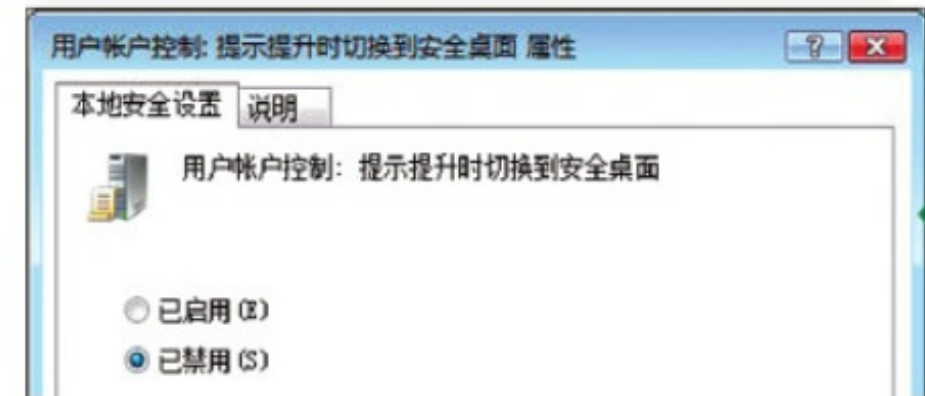 用户帐户控制: 提示提升时切换到安全桌面 属性
本地安全设置 说明
用户帐户控制: 提示提升时切换到安全桌面
已启用(E)
已禁用(S)